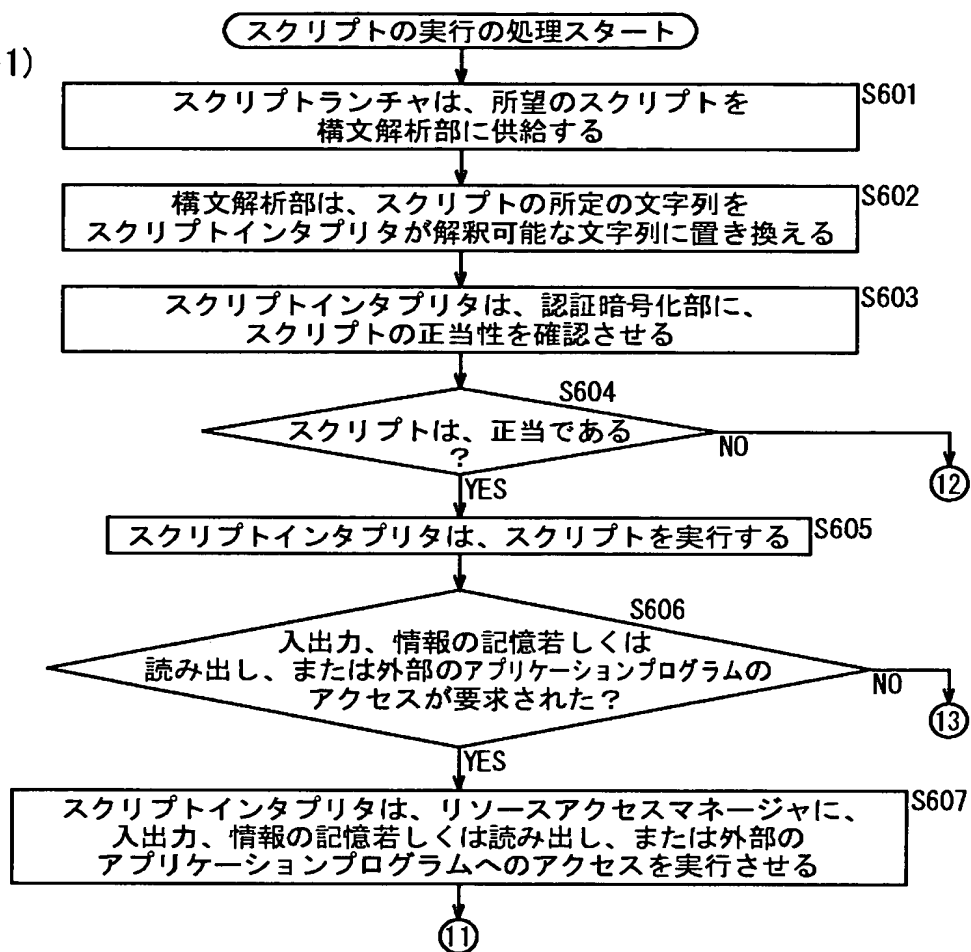 スクリプトの実行の処理スタート
1)
スクリプトランチャは、所望のスクリプトを
構文解析部に供給する
S601
構文解析部は、スクリプトの所定の文字列を
スクリプトインタプリタが解釈可能な文字列に置き換える
S602
スクリプトインタプリタは、認証暗号化部に、
スクリプトの正当性を確認させる
S603
S604
スクリプトは、正当である
?
NO
⑫
YES
スクリプトインタプリタは、スクリプトを実行する
S605
S606
入出力、情報の記憶若しくは
読み出し、または外部のアプリケーションプログラムの
アクセスが要求された？
NO
⑬
YES
スクリプトインタプリタは、リソースアクセスマネージャに、
入出力、情報の記憶若しくは読み出し、または外部の
アプリケーションプログラムへのアクセスを実行させる
S607
⑪